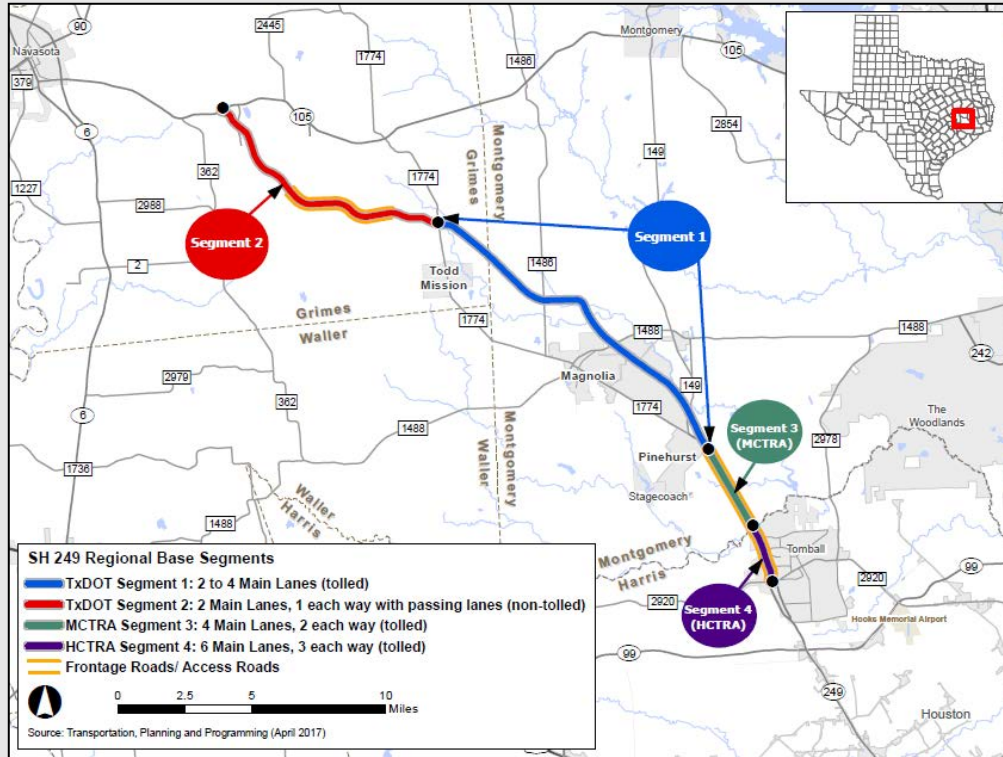 90
2445
1774
Navasota
Montgomery
105
1486
379
6
105
2854
149
362
1774
Grimes
Montgomery
1227
2988
Segment 2
Segment 1
2
Todd
Mission
1486
Grimes
Waller
1774
1488
1488
242
Magnolia
2979
149
6
362
1774
The
Woodlands
Segment 3
(MCTRA)
2978
1488
Waller
Montgomery
Pinehurst
1736
Stagecoach
Waller
Harris
1488
Montgomery
Harris
Tomball
99
2920
2920
Segment 4
(HCTRA)
Hooks Memorial Airport
99
249
Houston
SH 249 Regional Base Segments
TxDOT Segment 1: 2 to 4 Main Lanes (tolled)
TxDOT Segment 2: 2 Main Lanes, 1 each way with passing lanes (non-tolled)
MCTRA Segment 3: 4 Main Lanes, 2 each way (tolled)
HCTRA Segment 4: 6 Main Lanes, 3 each way (tolled)
Frontage Roads/ Access Roads
0 2.5 5 10
Miles
Source: Transportation, Planning and Programming (April 2017)